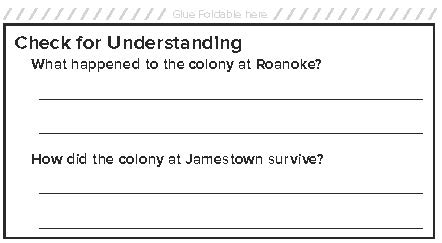 Glue Foldable here
Check for Understanding
What happened to the colony at Roanoke?
How did the colony at Jamestown survive?